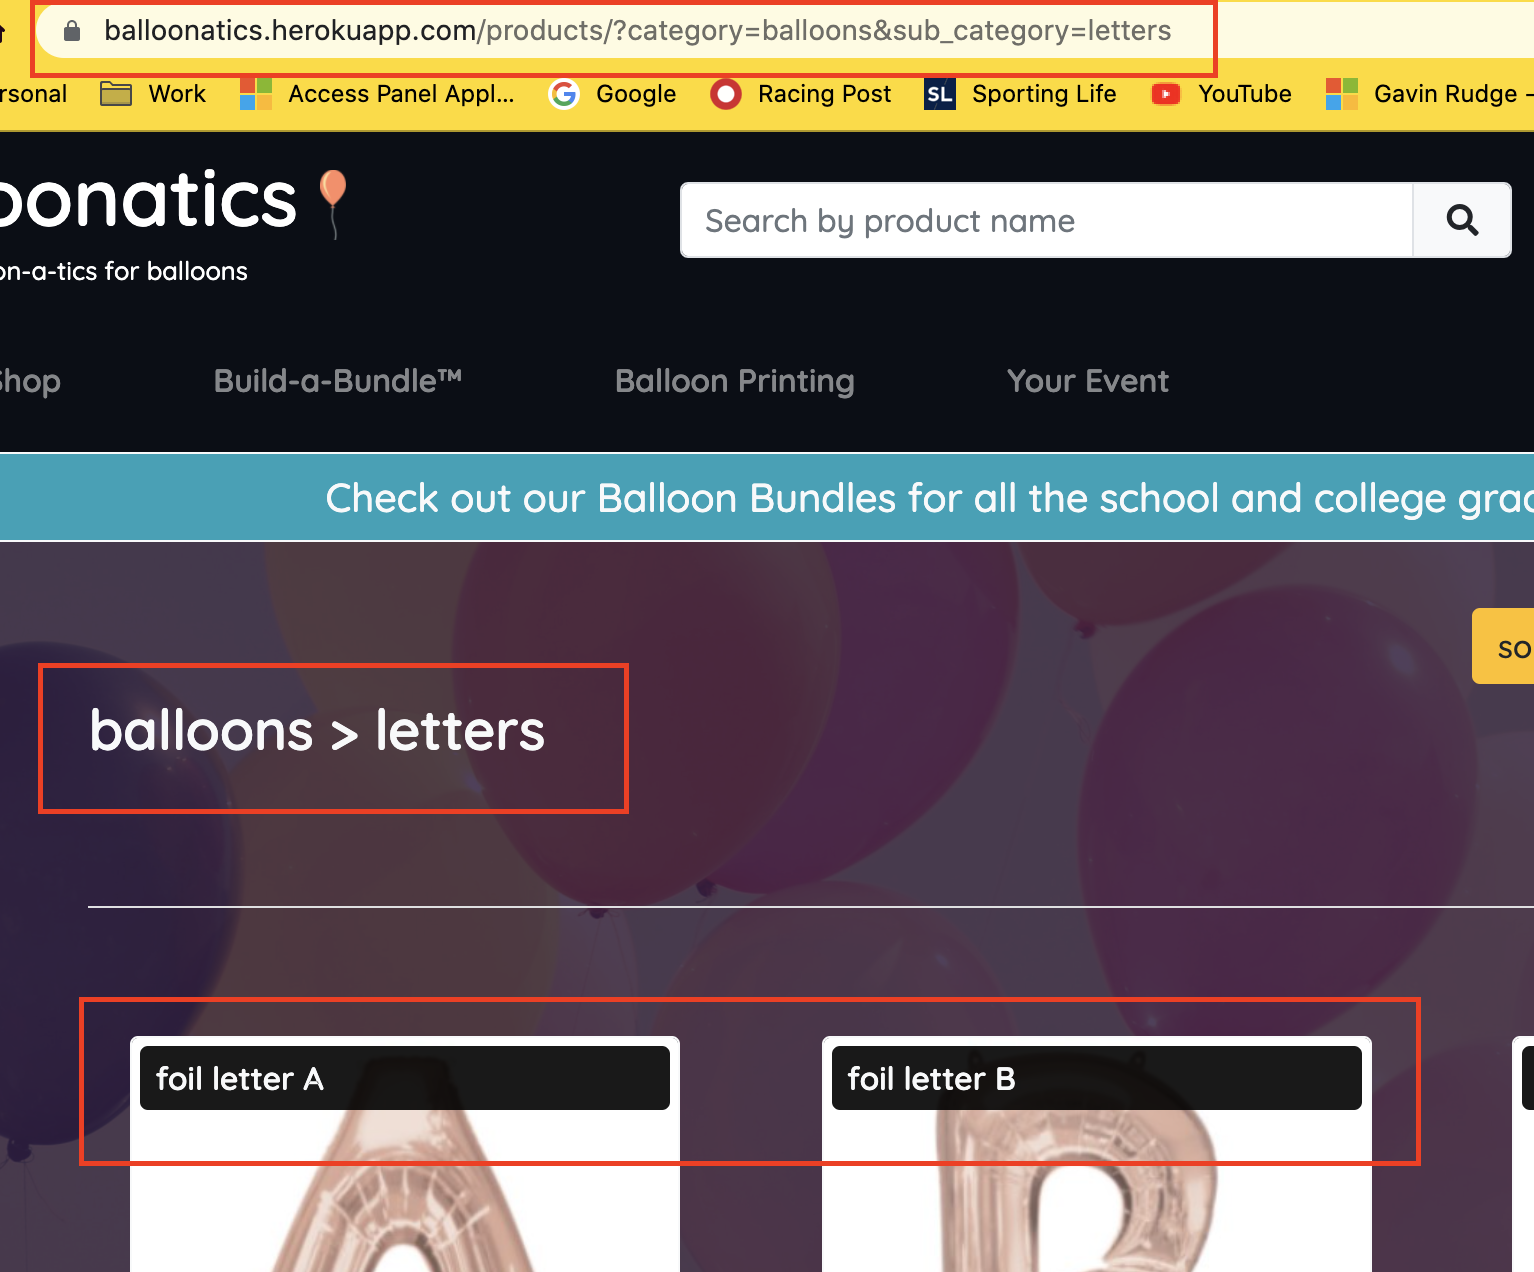 balloonatics.herokuapp.com/products/?category=balloons&sub_category=letters
rsonal Work Access Panel Appl... Google Racing Post SL Sporting Life YouTube Gavin Rudge -
oonatics
Search by product name
on-a-tics for balloons
Shop Build-a-Bundle™ Balloon Printing Your Event
Check out our Balloon Bundles for all the school and college grad
so
balloons > letters
foil letter A foil letter B